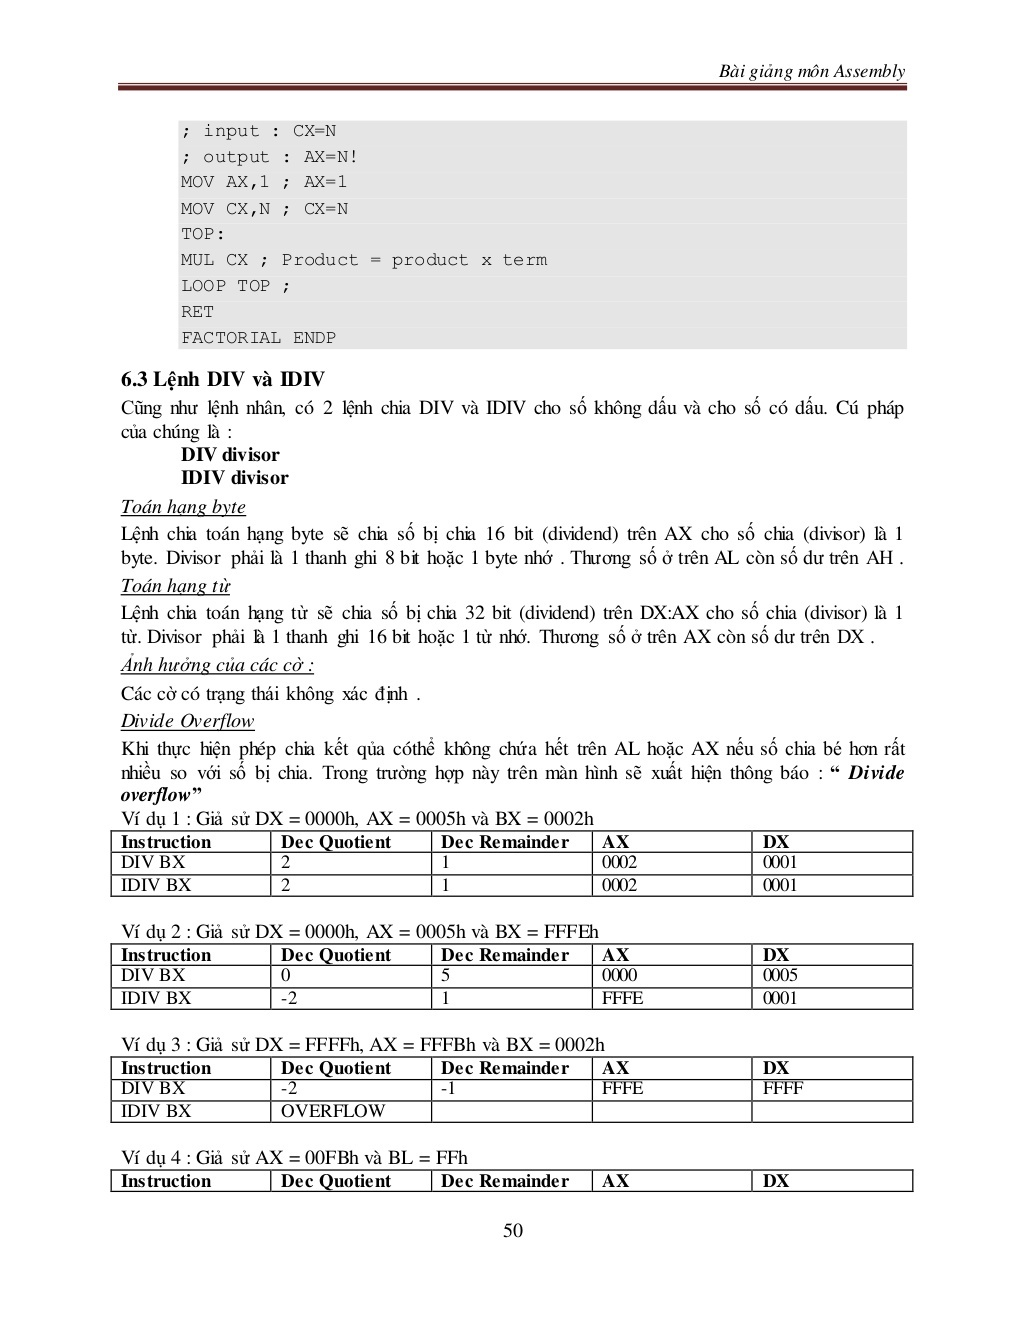 Bài giảng môn Assembly
; input : CX=N
; output : AX=N!
MOV AX,1 ; AX=1
MOV CX,N ; CX=N
TOP:
MUL CX ; Product = product x term
LOOP TOP ;
RET
FACTORIAL ENDP
6.3 Lệnh DIV và IDIV
Cũng như lệnh nhân, có 2 lệnh chia DIV và IDIV cho số không dấu và cho số có dấu. Cú pháp
của chúng là :
DIV divisor
IDIV divisor
Toán hạng byte
Lệnh chia toán hạng byte sẽ chia số bị chia 16 bit (dividend) trên AX cho số chia (divisor) là 1
byte. Divisor phải là 1 thanh ghi 8 bit hoặc 1 byte nhớ . Thương số ở trên AL còn số dư trên AH .
Toán hạng từ
Lệnh chia toán hạng từ sẽ chia số bị chia 32 bit (dividend) trên DX:AX cho số chia (divisor) là 1
từ. Divisor phải là 1 thanh ghi 16 bit hoặc 1 từ nhớ. Thương số ở trên AX còn số dư trên DX .
Ảnh hưởng của các cờ :
Các cờ có trạng thái không xác định .
Divide Overflow
Khi thực hiện phép chia kết qủa cóthể không chứa hết trên AL hoặc AX nếu số chia bé hơn rất
nhiều so với số bị chia. Trong trường hợp này trên màn hình sẽ xuất hiện thông báo : “ Divide
overflow”
Ví dụ 1 : Giả sử DX = 0000h, AX = 0005h và BX = 0002h
Instruction Dec Quotient Dec Remainder AX DX
DIV BX 2 1 0002 0001
IDIV BX 2 1 0002 0001
Ví dụ 2 : Giả sử DX = 0000h, AX = 0005h và BX = FFFEh
Instruction Dec Quotient Dec Remainder AX DX
DIV BX 0 5 0000 0005
IDIV BX -2 1 FFFE 0001
Ví dụ 3 : Giả sử DX = FFFFh, AX = FFFBh và BX = 0002h
Instruction Dec Quotient Dec Remainder AX DX
DIV BX -2 -1 FFFE FFFF
IDIV BX OVERFLOW
Ví dụ 4 : Giả sử AX = 00FBh và BL = FFh
Instruction Dec Quotient Dec Remainder AX DX
50